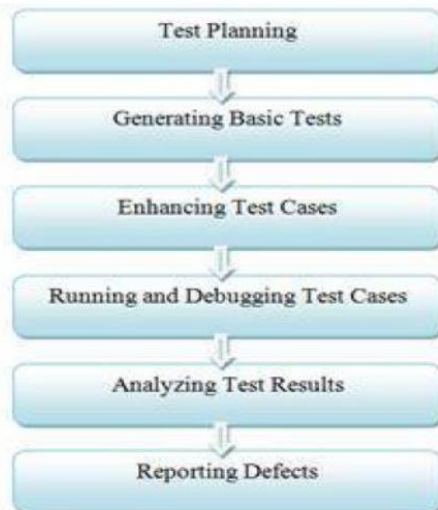 Test Planning
Generating Basic Tests
Enhancing Test Cases
Running and Debugging Test Cases
Analyzing Test Results
Reporting Defects